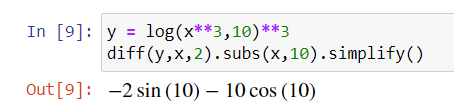 In [9]: y = log(x**3,10)**3
diff(y,x,2).subs(x,10).simplify()
Out[9]: −2 sin (10) − 10 cos (10)